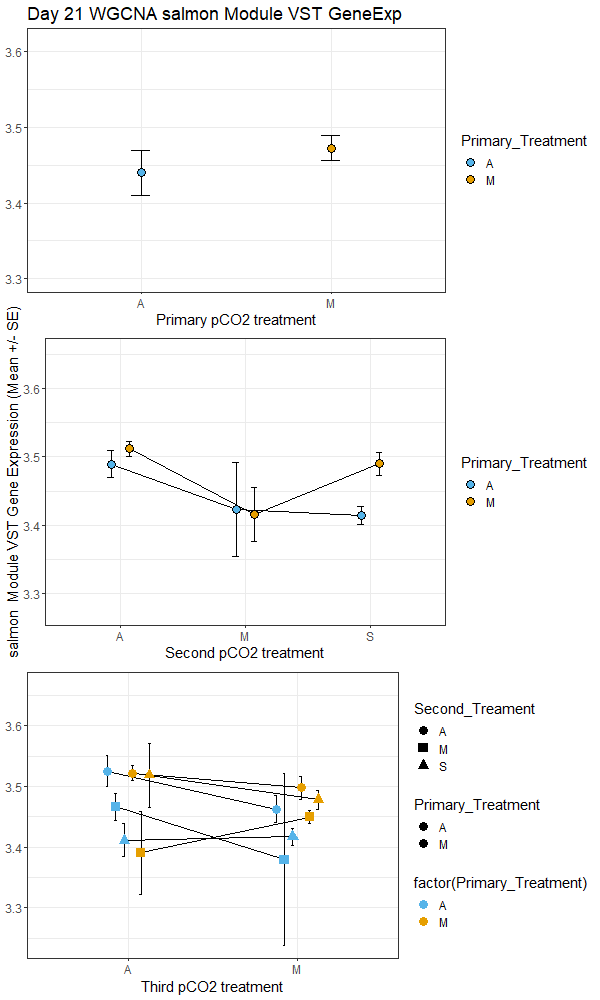 Day 21 WGCNA salmon Module VST GeneExp
3.6
3.5
3.4
3.3
A
M
Primary pCO2 treatment
Primary_Treatment
A
M
salmon Module VST Gene Expression (Mean +/- SE)
3.6
3.5
3.4
3.3
A
M
S
Second pCO2 treatment
Primary_Treatment
A
M
3.6
3.5
3.4
3.3
A
M
Third pCO2 treatment
Second_Treament
A
M
S
Primary_Treatment
A
M
factor(Primary_Treatment)
A
M